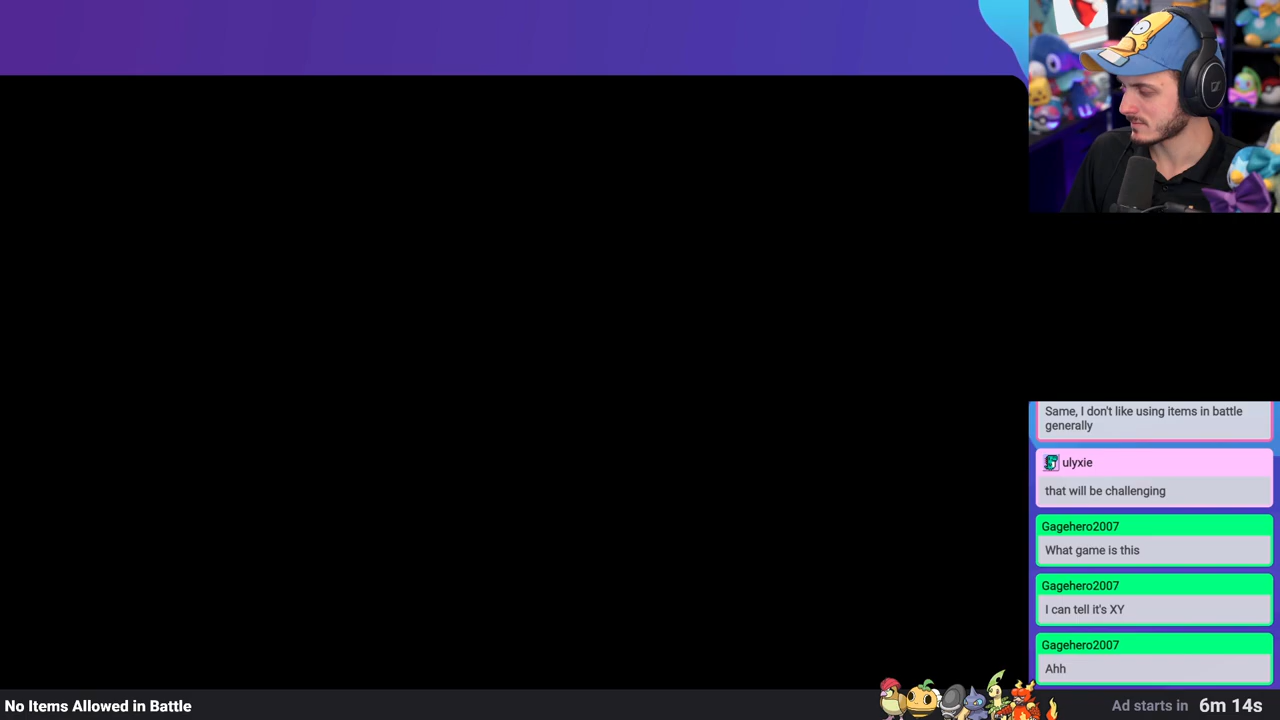 Same, I don't like using items in battle
generally
ulyxie
that will be challenging
Gagehero2007
What game is this
Gagehero2007
I can tell it's XY
Gagehero2007
Ahh
No Items Allowed in Battle
Ad starts in 6m 14s